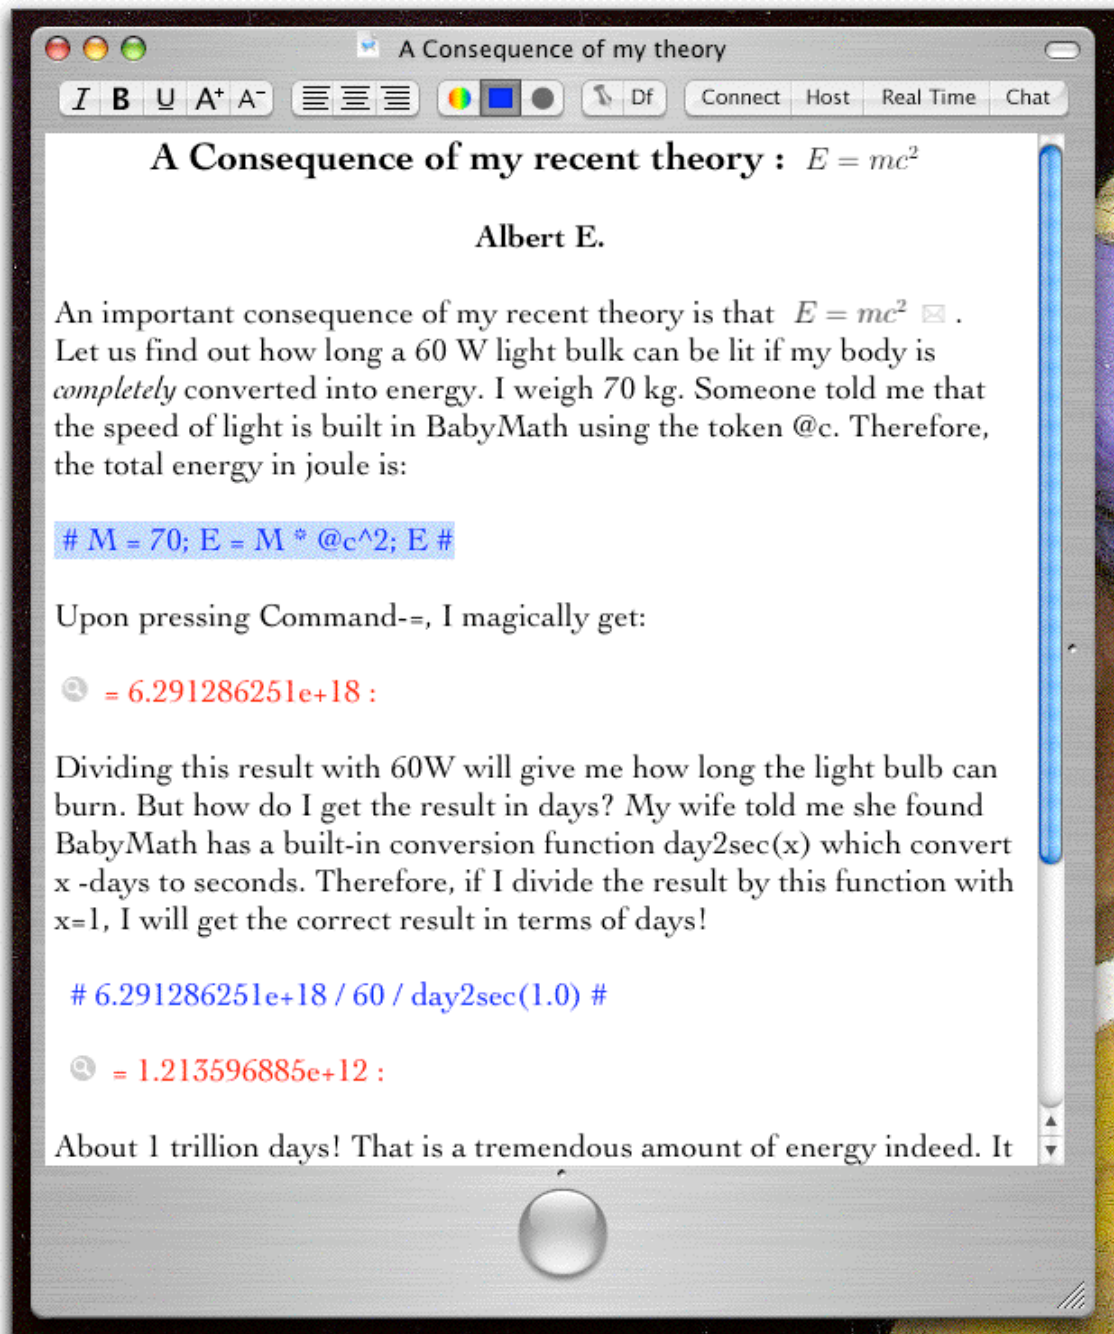 A Consequence of my theory
I B U A+ A- Df Connect Host Real Time Chat
A Consequence of my recent theory : E = mc²
Albert E.
An important consequence of my recent theory is that E = mc² .
Let us find out how long a 60 W light bulk can be lit if my body is
completely converted into energy. I weigh 70 kg. Someone told me that
the speed of light is built in BabyMath using the token @c. Therefore,
the total energy in joule is:
# M = 70; E = M * @c^2; E #
Upon pressing Command-=, I magically get:
= 6.291286251e+18 :
Dividing this result with 60W will give me how long the light bulb can
burn. But how do I get the result in days? My wife told me she found
BabyMath has a built-in conversion function day2sec(x) which convert
x -days to seconds. Therefore, if I divide the result by this function with
x=1, I will get the correct result in terms of days!
# 6.291286251e+18 / 60 / day2sec(1.0) #
= 1.213596885e+12 :
About 1 trillion days! That is a tremendous amount of energy indeed. It